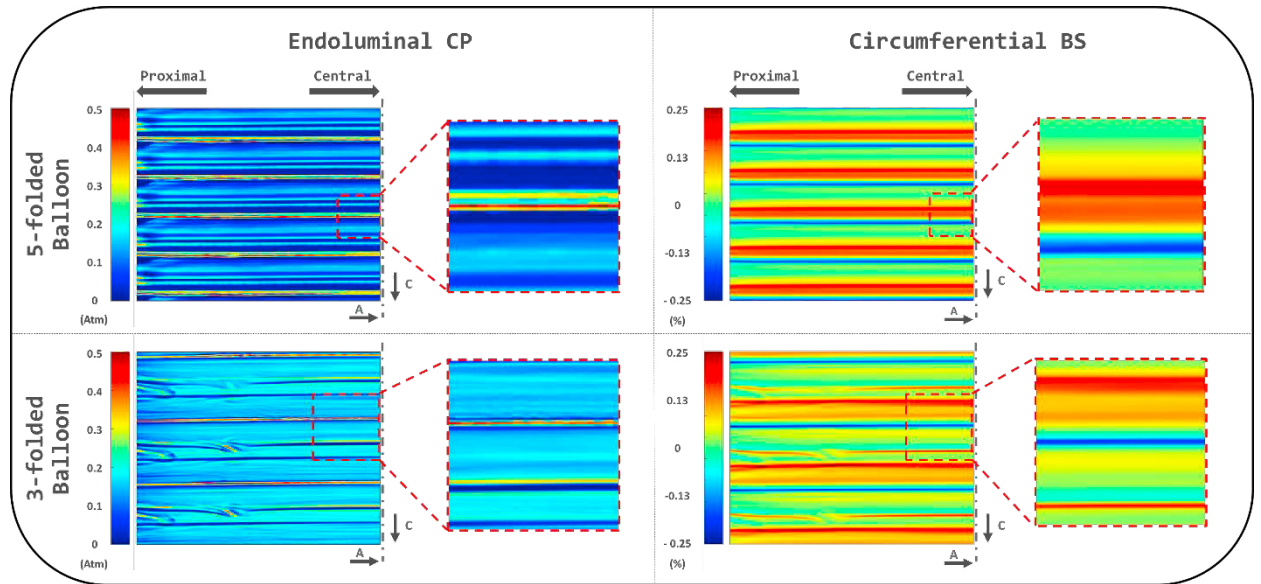 Endoluminal CP
Circumferential BS
5-folded
Balloon
Proximal
Central
0.5
0.4
0.3
0.2
0.1
0
(Atm)
C
A
Proximal
Central
0.25
0.13
0
-0.13
-0.25
(%)
C
A
3-folded
Balloon
0.5
0.4
0.3
0.2
0.1
0
(Atm)
C
A
0.25
0.13
0
-0.13
-0.25
(%)
C
A